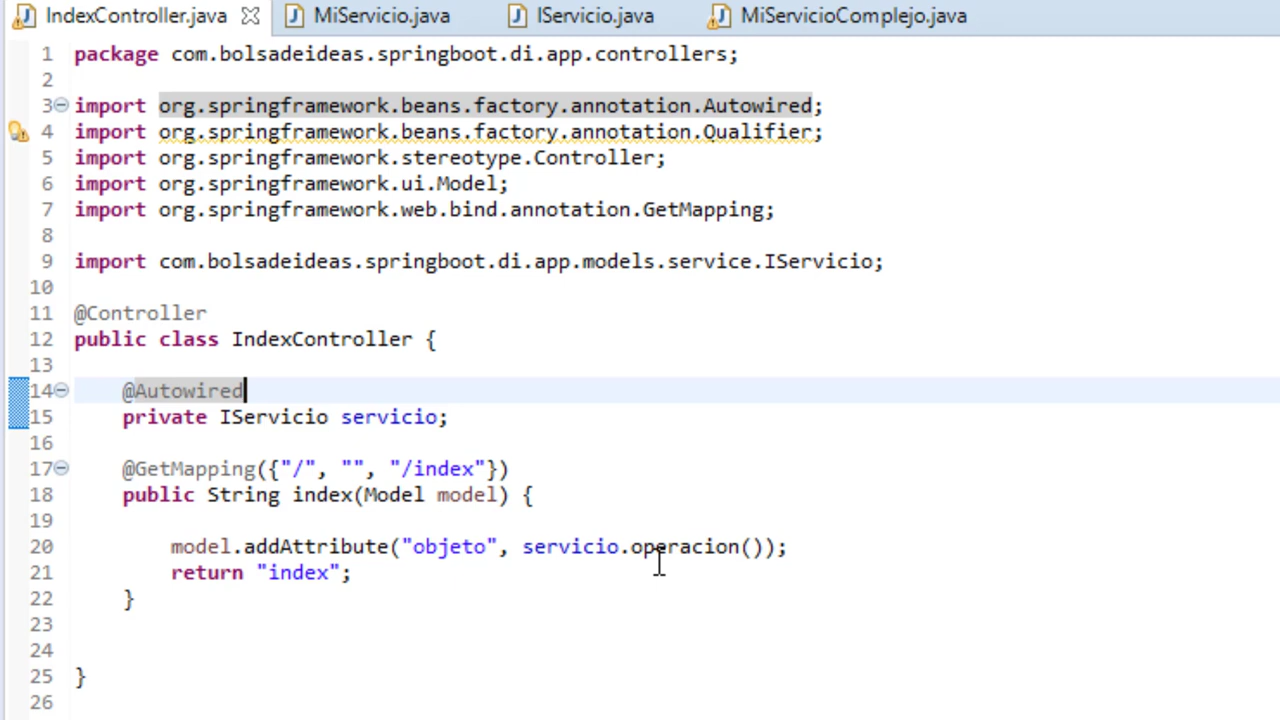 IndexController.java MiServicio.java IServicio.java MiServicioComplejo.java
1 package com.bolsadeideas.springboot.di.app.controllers;
2
3 import org.springframework.beans.factory.annotation.Autowired;
4 import org.springframework.beans.factory.annotation.Qualifier;
5 import org.springframework.stereotype.Controller;
6 import org.springframework.ui.Model;
7 import org.springframework.web.bind.annotation.GetMapping;
8
9 import com.bolsadeideas.springboot.di.app.models.service.IServicio;
10
11 @Controller
12 public class IndexController {
13
14 @Autowired
15 private IServicio servicio;
16
17 @GetMapping({"/", "", "/index"})
18 public String index(Model model) {
19
20 model.addAttribute("objeto", servicio.operacion());
21 return "index";
22 }
23
24
25 }
26